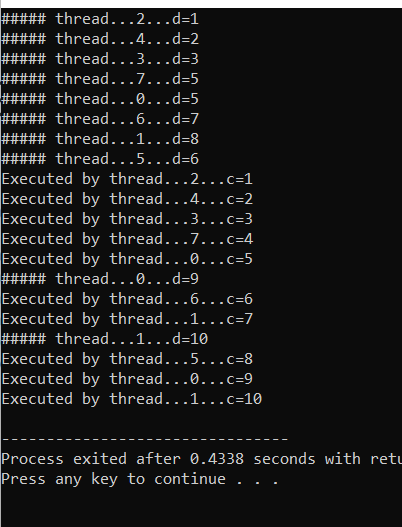 ##### thread...2...d=1
##### thread...4...d=2
##### thread...3...d=3
##### thread...7...d=5
##### thread...0...d=5
##### thread...6...d=7
##### thread...1...d=8
##### thread...5...d=6
Executed by thread...2...c=1
Executed by thread...4...c=2
Executed by thread...3...c=3
Executed by thread...7...c=4
Executed by thread...0...c=5
##### thread...0...d=9
Executed by thread...6...c=6
Executed by thread...1...c=7
##### thread...1...d=10
Executed by thread...5...c=8
Executed by thread...0...c=9
Executed by thread...1...c=10
--------------------------------
Process exited after 0.4338 seconds with retu
Press any key to continue . . .